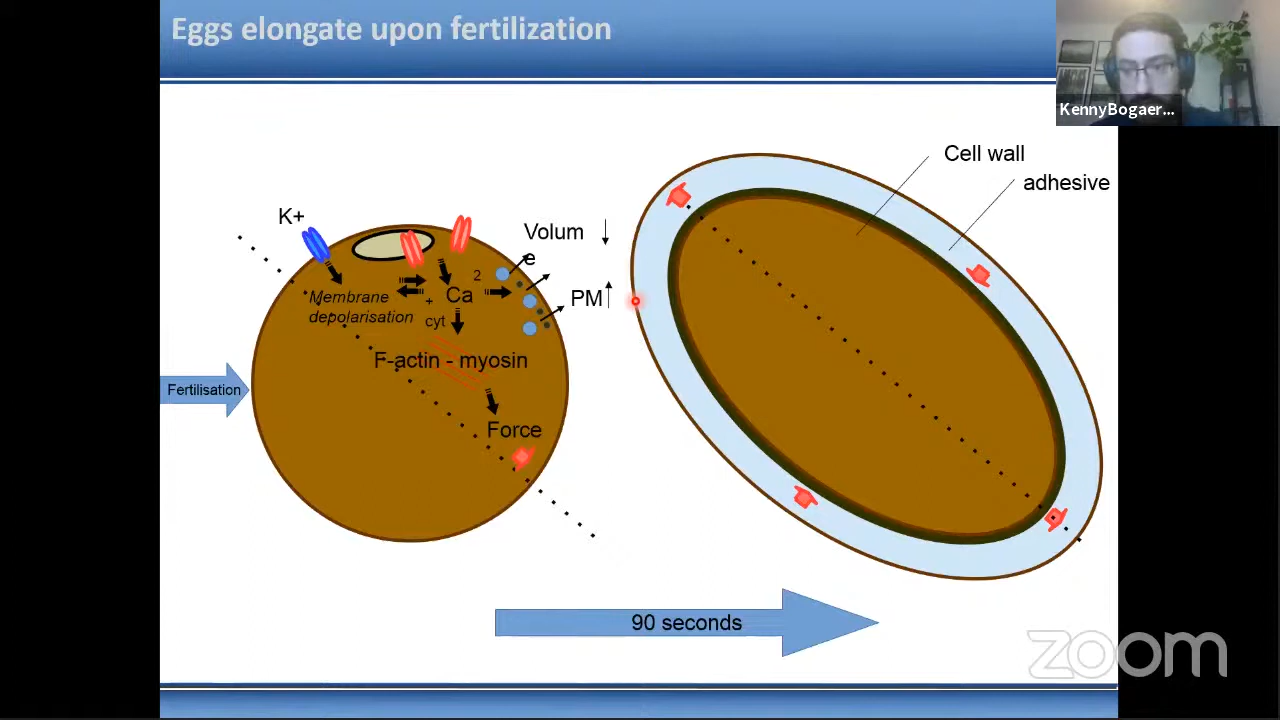 Eggs elongate upon fertilization
KennyBogaer...
Cell wall
adhesive
K+
Volum
e
2
Membrane
depolarisation
+
Ca
cyt
PM
F-actin - myosin
Fertilisation
Force
90 seconds
zoom